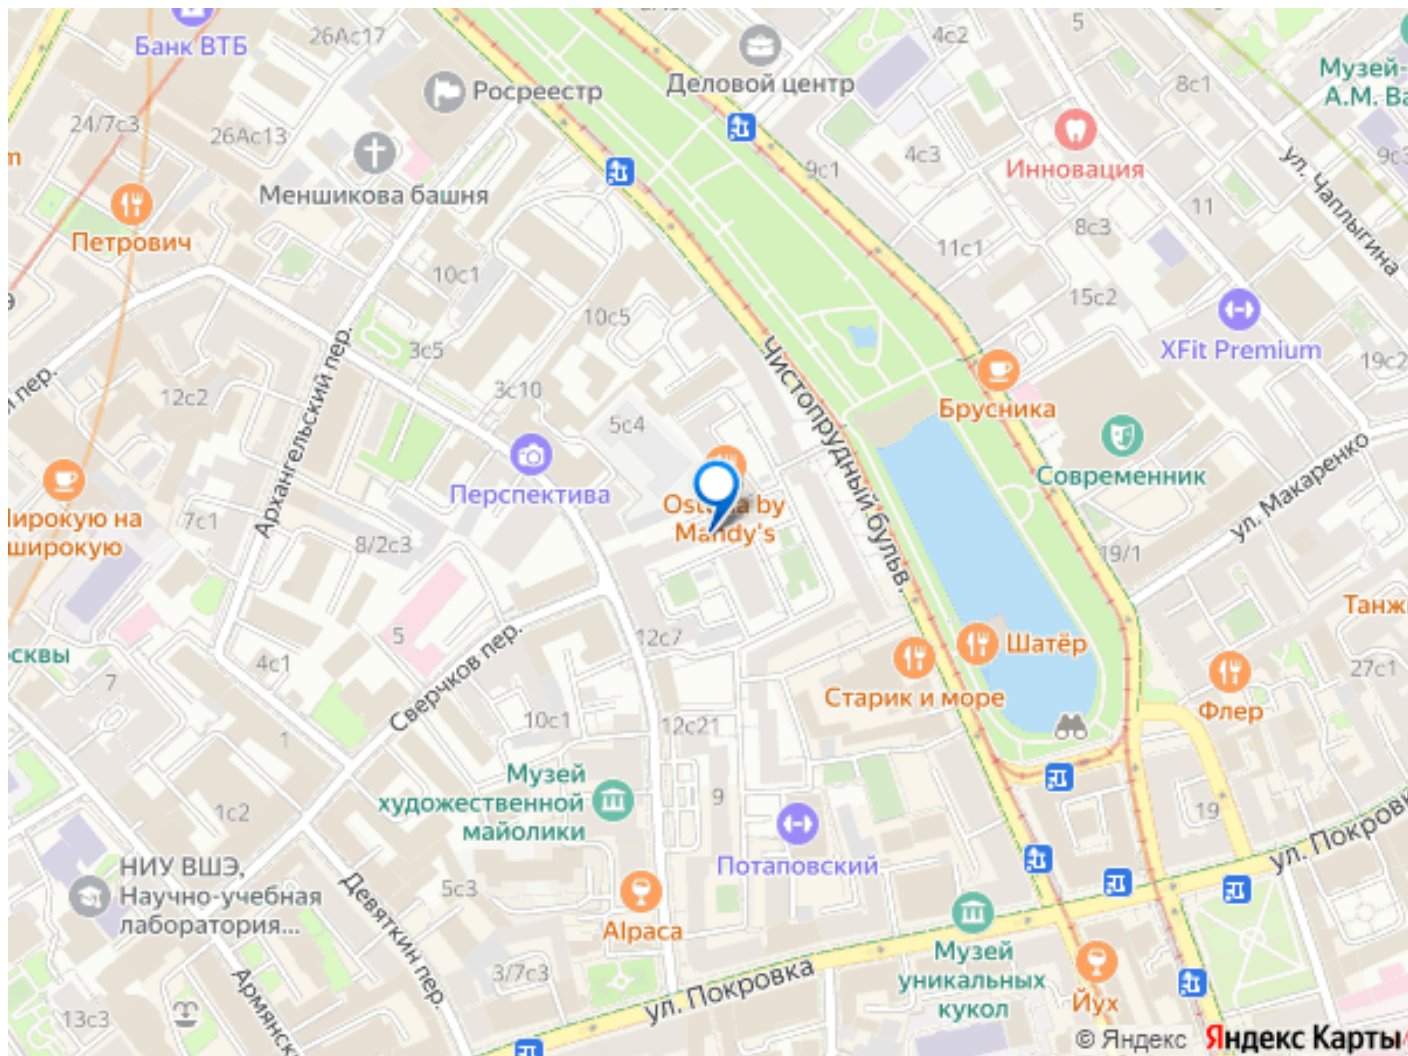 Банк ВТБ
26Ас17
4с2
5
Деловой центр
Музей-
А.М. Ва
8с1
Росреестр
24/7с3
26Ас13
9с1
4с3
Инновация
9с3
ул. Чаплыгина
Меншикова башня
11
8с3
Петрович
11с1
10с1
15с2
10с5
XFit Premium
19с2
3с5
Архангельский пер.
Чистопрудный бульв.
пер.
12с2
3с10
5с4
Брусника
Современник
ул. Макаренко
Перспектива
Mandy's
широкую
7с1
8/2с3
19/1
5
Сверчков пер.
12с7
Шатёр
4с1
7
27с1
Старик и море
Флер
10с1
12с21
1
Музей
художественной
майолики
9
1с2
19
Потаповский
ул. Покровка
НИУ ВШЭ,
Научно-учебная
лаборатория...
Девяткин пер.
5с3
Alpaca
Музей
уникальных
кукол
3/7с3
ул. Покровка
Йух
13с3
© Яндекс
Яндекс Карты